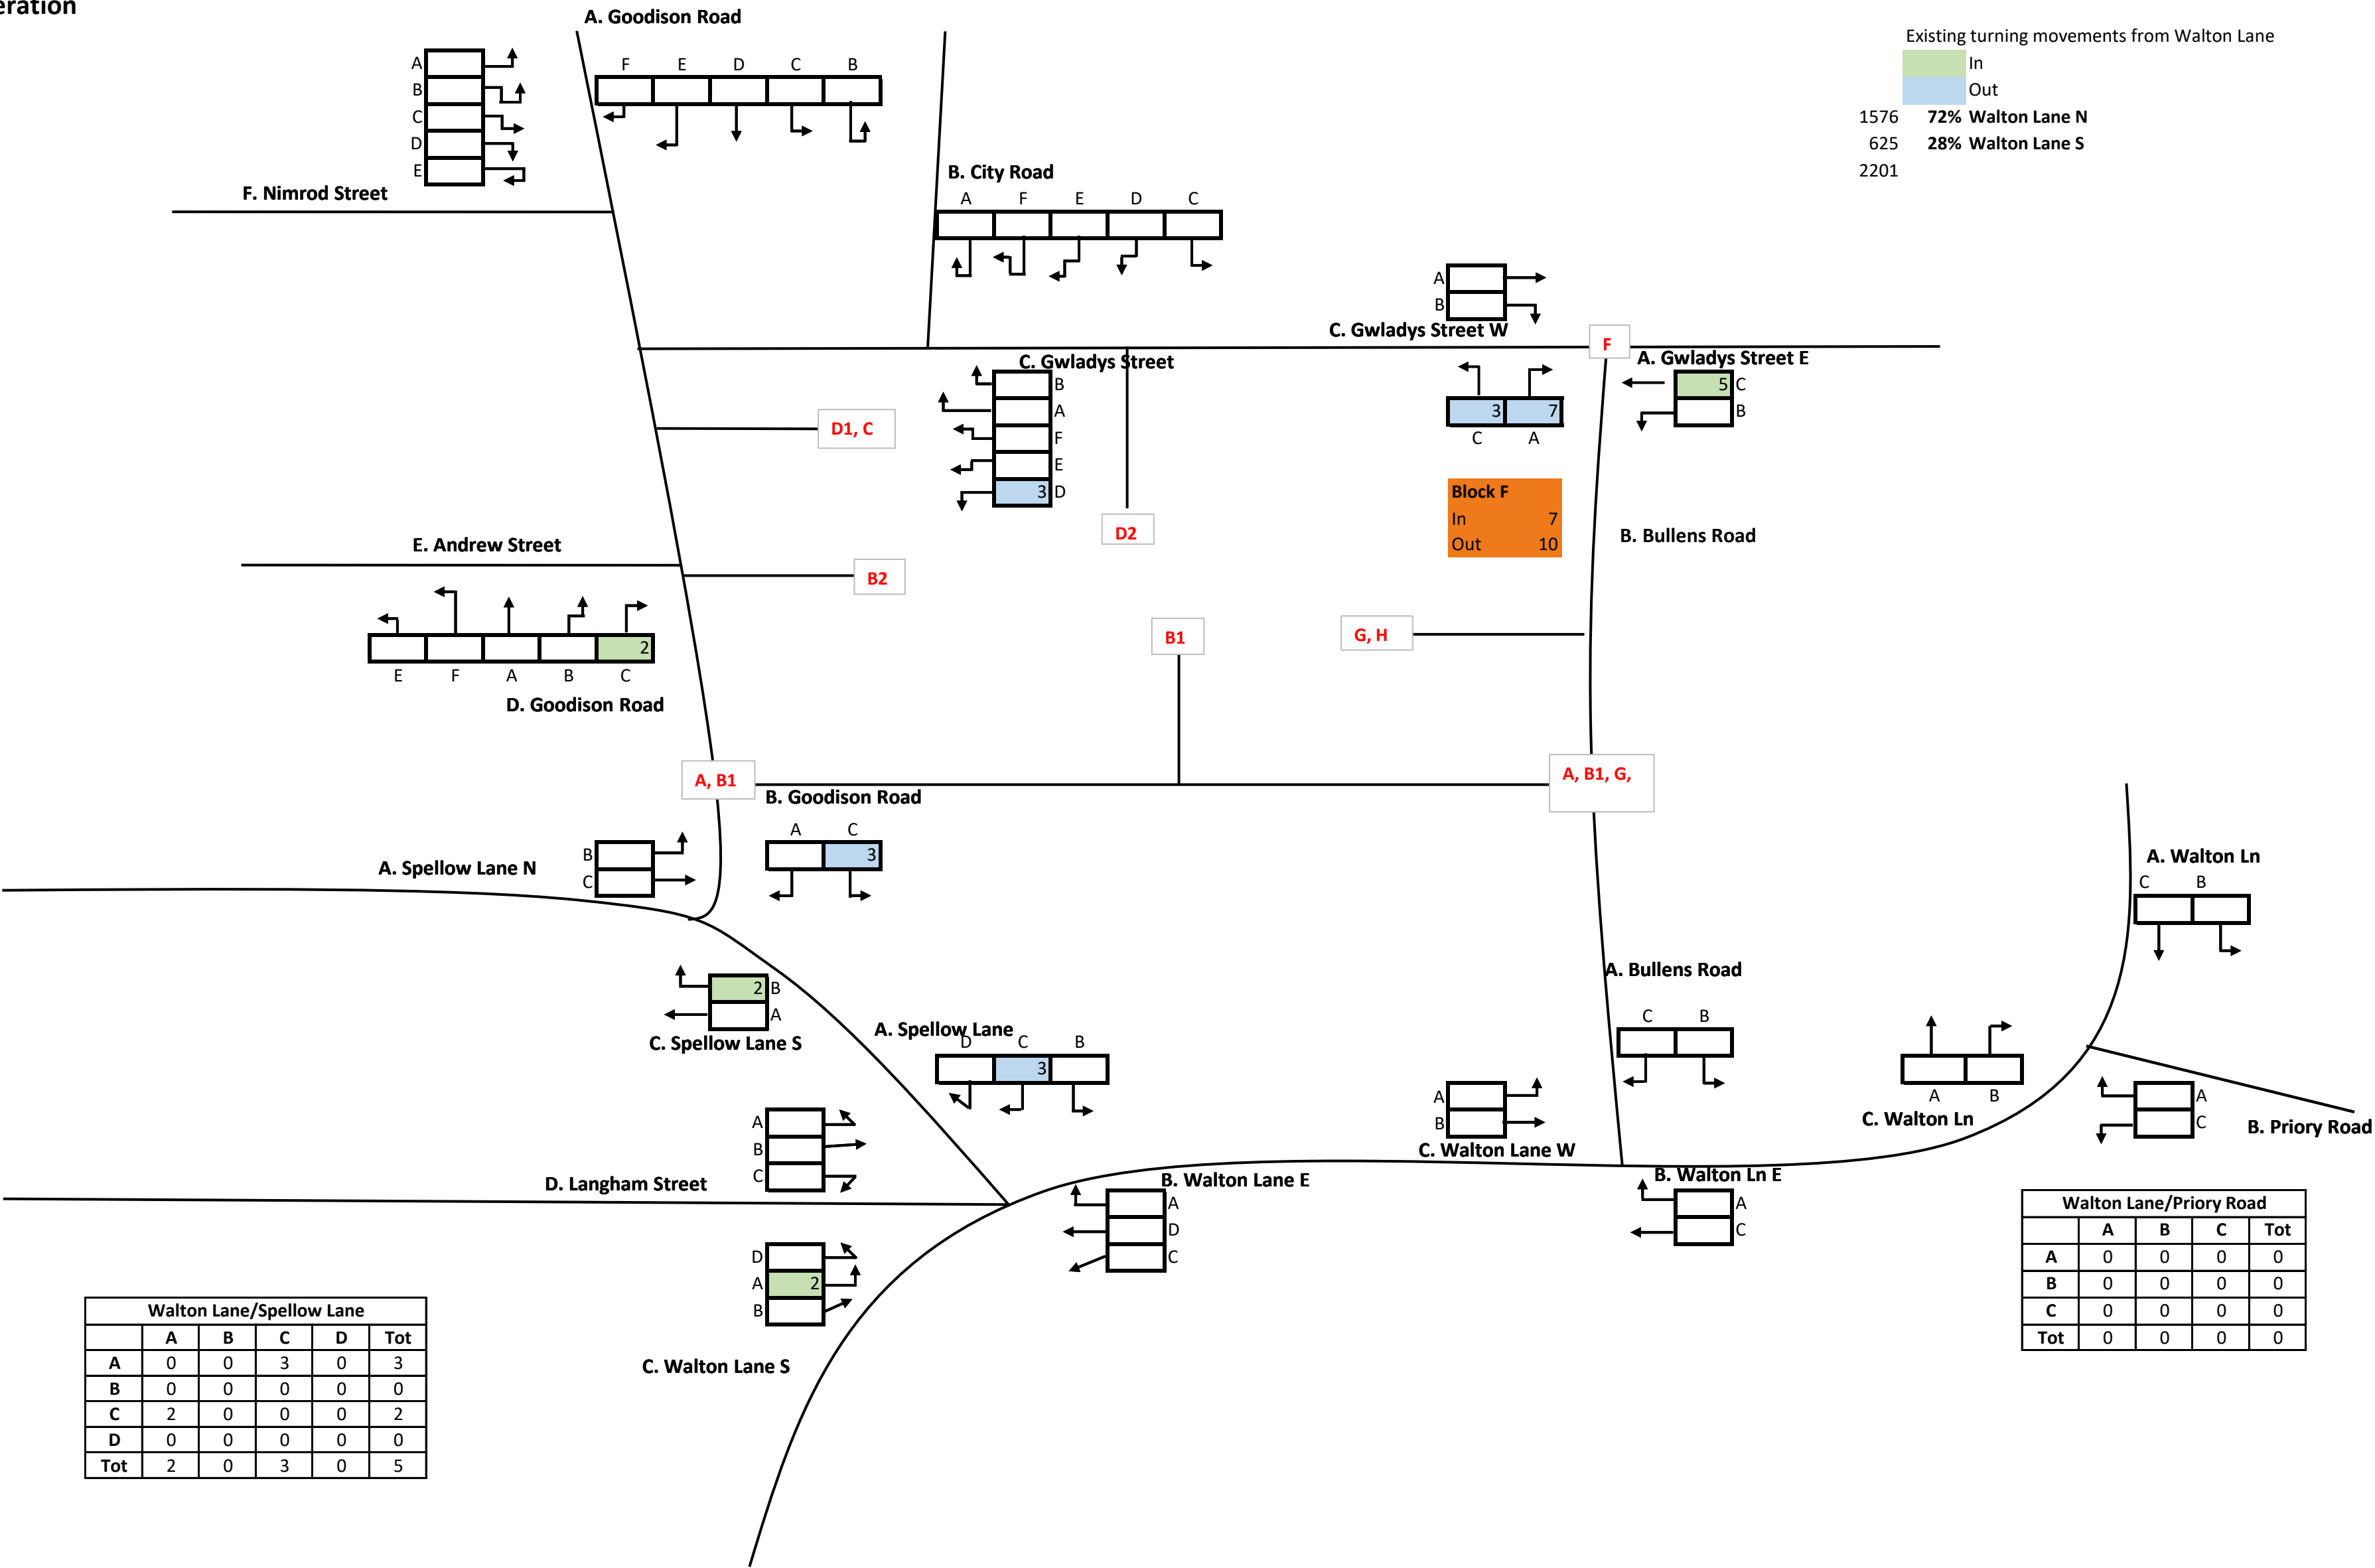 eration
A. Goodison Road
Existing turning movements from Walton Lane
In
Out
1576 72% Walton Lane N
625 28% Walton Lane S
2201
A
B
C
D
E
F E D C B
F. Nimrod Street
B. City Road
A F E D C
A
B
C. Gwladys Street W
F
A. Gwladys Street E
5 C
B
C. Gwladys Street
B
A
F
E
3 D
3 7
C A
D1, C
D2
Block F
In 7
Out 10
B. Bullens Road
E. Andrew Street
B2
2
E F A B C
D. Goodison Road
B1
G, H
A, B1
A, B1, G,
B. Goodison Road
A C
3
A. Spellow Lane N
B
C
A. Walton Ln
C B
2 B
A
C. Spellow Lane S
A. Bullens Road
C B
A. Spellow Lane
D C B
3
A
B
C. Walton Lane W
A B
C. Walton Ln
A
C
B. Priory Road
A
B
C
D. Langham Street
B. Walton Lane E
A
D
C
B. Walton Ln E
A
C
D
A 2
B
C. Walton Lane S
Walton Lane/Priory Road
A B C Tot
A 0 0 0 0
B 0 0 0 0
C 0 0 0 0
Tot 0 0 0 0
Walton Lane/Spellow Lane
A B C D Tot
A 0 0 3 0 3
B 0 0 0 0 0
C 2 0 0 0 2
D 0 0 0 0 0
Tot 2 0 3 0 5